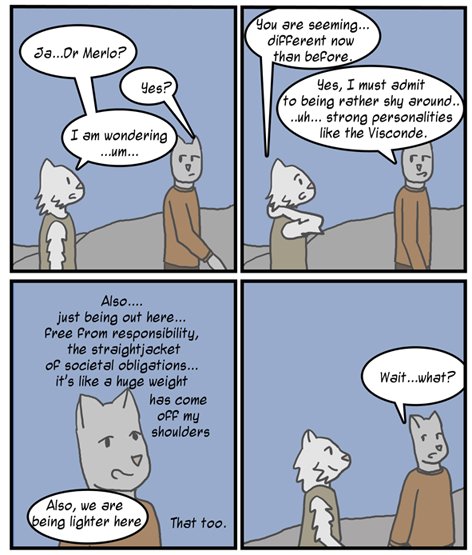 Ja...Dr Merlo?
Yes?
I am wondering
...um...
You are seeming...
different now
than before.
Yes, I must admit
to being rather shy around..
..uh... strong personalities
like the Visconde.
Also....
just being out here...
free from responsibility,
the straightjacket
of societal obligations...
it's like a huge weight
has come
off my
shoulders
Also, we are
being lighter here
That too.
Wait...what?